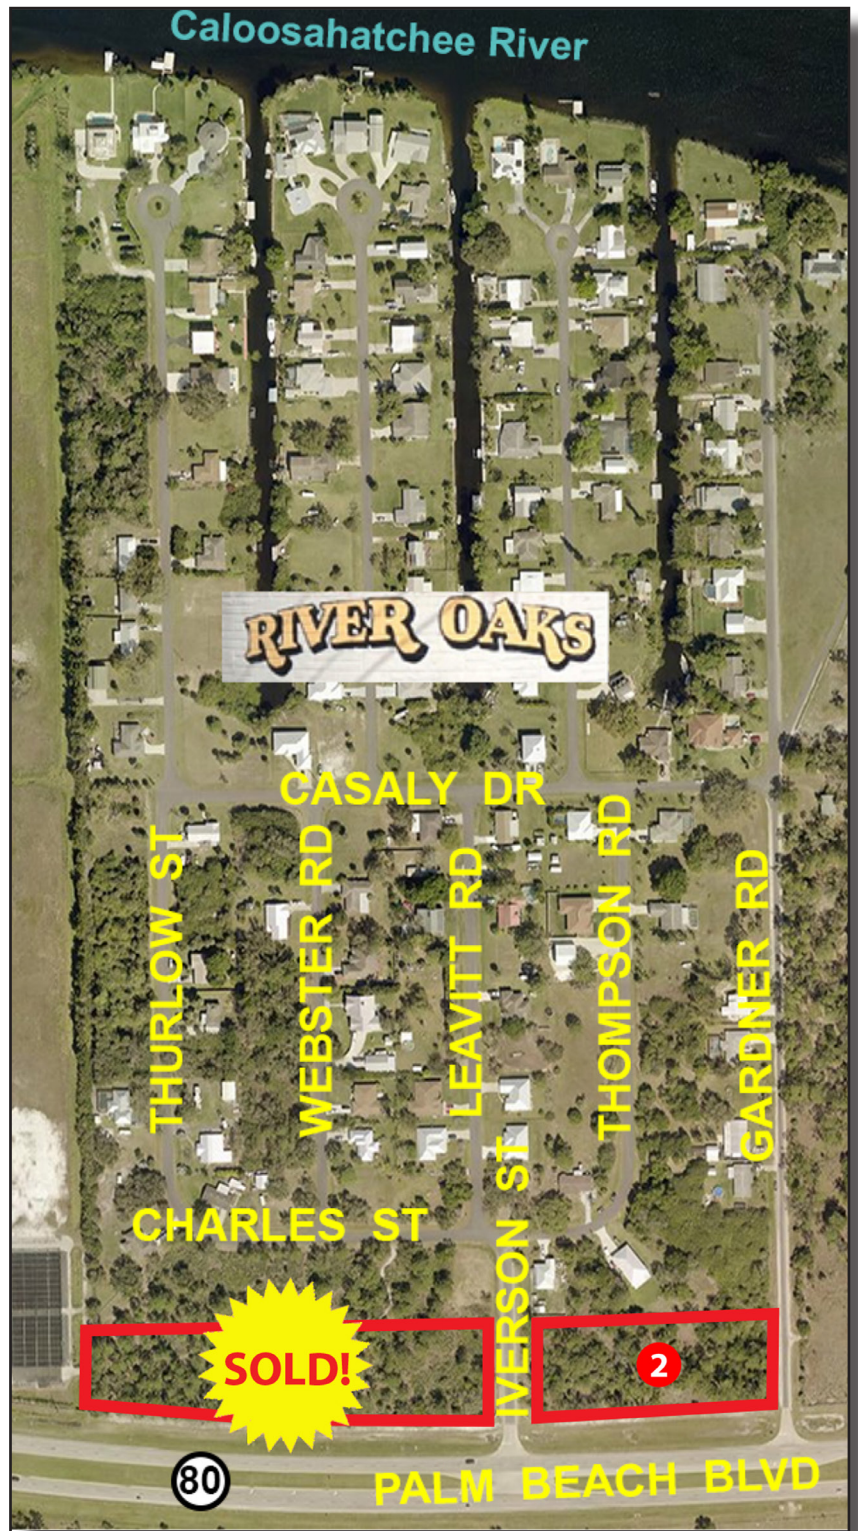 Caloosahatchee River
RIVER OAKS
CASALY DR
THURLOW ST
WEBSTER RD
LEAVITT RD
THOMPSON RD
GARDNER RD
CHARLES ST
IVERSON ST
SOLD!
2
80
PALM BEACH BLVD